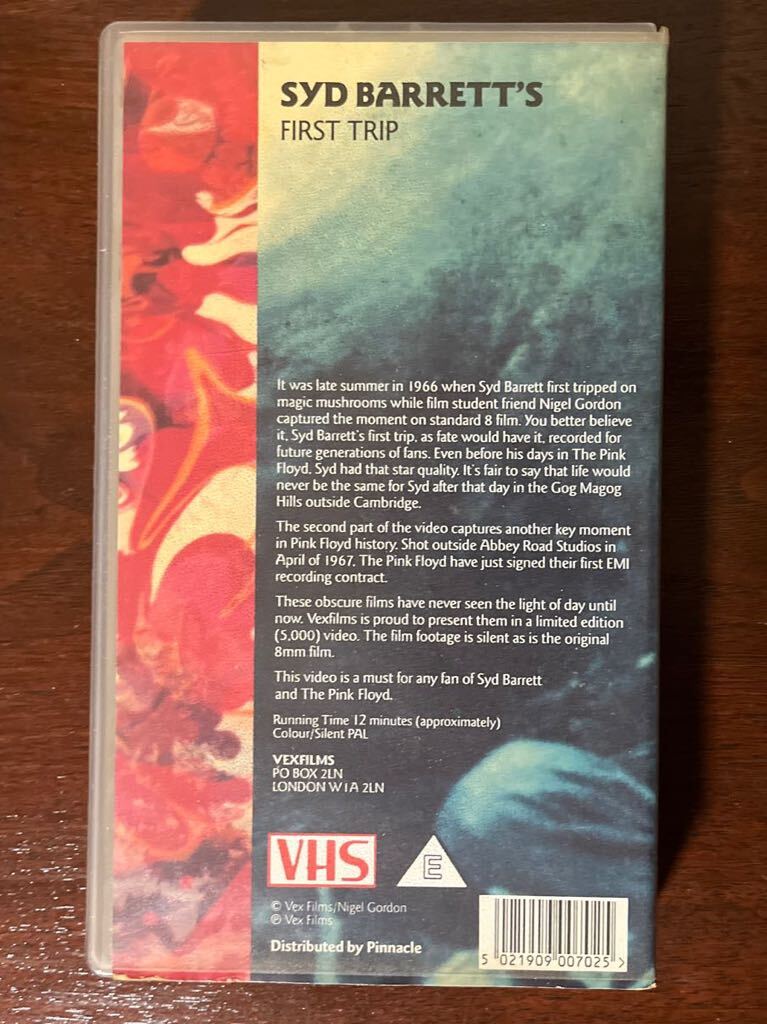 SYD BARRETT'S
FIRST TRIP
It was late summer in 1966 when Syd Barrett first tripped on
magic mushrooms while film student friend Nigel Gordon
captured the moment on standard 8 film. You better believe
it, Syd Barrett's first trip, as fate would have it, recorded for
future generations of fans. Even before his days in The Pink
Floyd, Syd had that star quality. It's fair to say that life would
never be the same for Syd after that day in the Gog Magog
Hills outside Cambridge.
The second part of the video captures another key moment
in Pink Floyd history. Shot outside Abbey Road Studios in
April of 1967, The Pink Floyd have just signed their first EMI
recording contract.
These obscure films have never seen the light of day until
now. Vexfilms is proud to present them in a limited edition
(5,000) video. The film footage is silent as is the original
8mm film.
This video is a must for any fan of Syd Barrett
and The Pink Floyd.
Running Time 12 minutes (approximately)
Colour/Silent PAL
VEXFILMS
PO BOX 2LN
LONDON W1A 2LN
VHS
E
© Vex Films/Nigel Gordon
℗ Vex Films
Distributed by Pinnacle
5 021909 007025 >